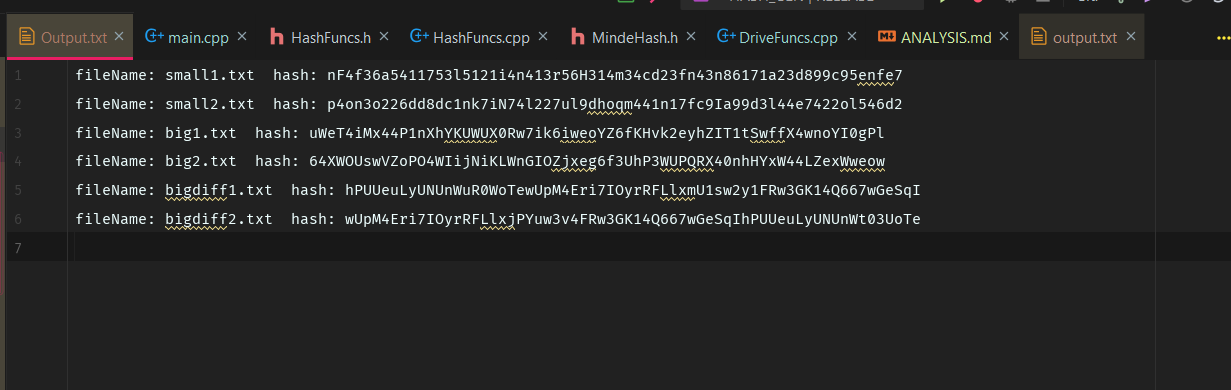 Output.txt main.cpp HashFuncs.h HashFuncs.cpp MindeHash.h DriveFuncs.cpp ANALYSIS.md output.txt
1 fileName: small1.txt  hash: nF4f36a5411753l5121i4n413r56H314m34cd23fn43n86171a23d899c95enfe7
2 fileName: small2.txt  hash: p4on3o226dd8dc1nk7iN74l227ul9dhoqm441n17fc9Ia99d3l44e7422ol546d2
3 fileName: big1.txt  hash: uWeT4iMx44P1nXhYKUWUX0Rw7ik6iweoYZ6fKHvk2eyhZIT1tSwffX4wnoYI0gPl
4 fileName: big2.txt  hash: 64XWOUswVZoPO4WIijNiKLWnGIOZjxeg6f3UhP3WUPQRX40nhHYxW44LZexWweow
5 fileName: bigdiff1.txt  hash: hPUUeuLyUNUnWuR0WoTewUpM4Eri7IOyrRFLlxmU1sw2y1FRw3GK14Q667wGeSqI
6 fileName: bigdiff2.txt  hash: wUpM4Eri7IOyrRFLlxjPYuw3v4FRw3GK14Q667wGeSqIhPUUeuLyUNUnWt03UoTe
7